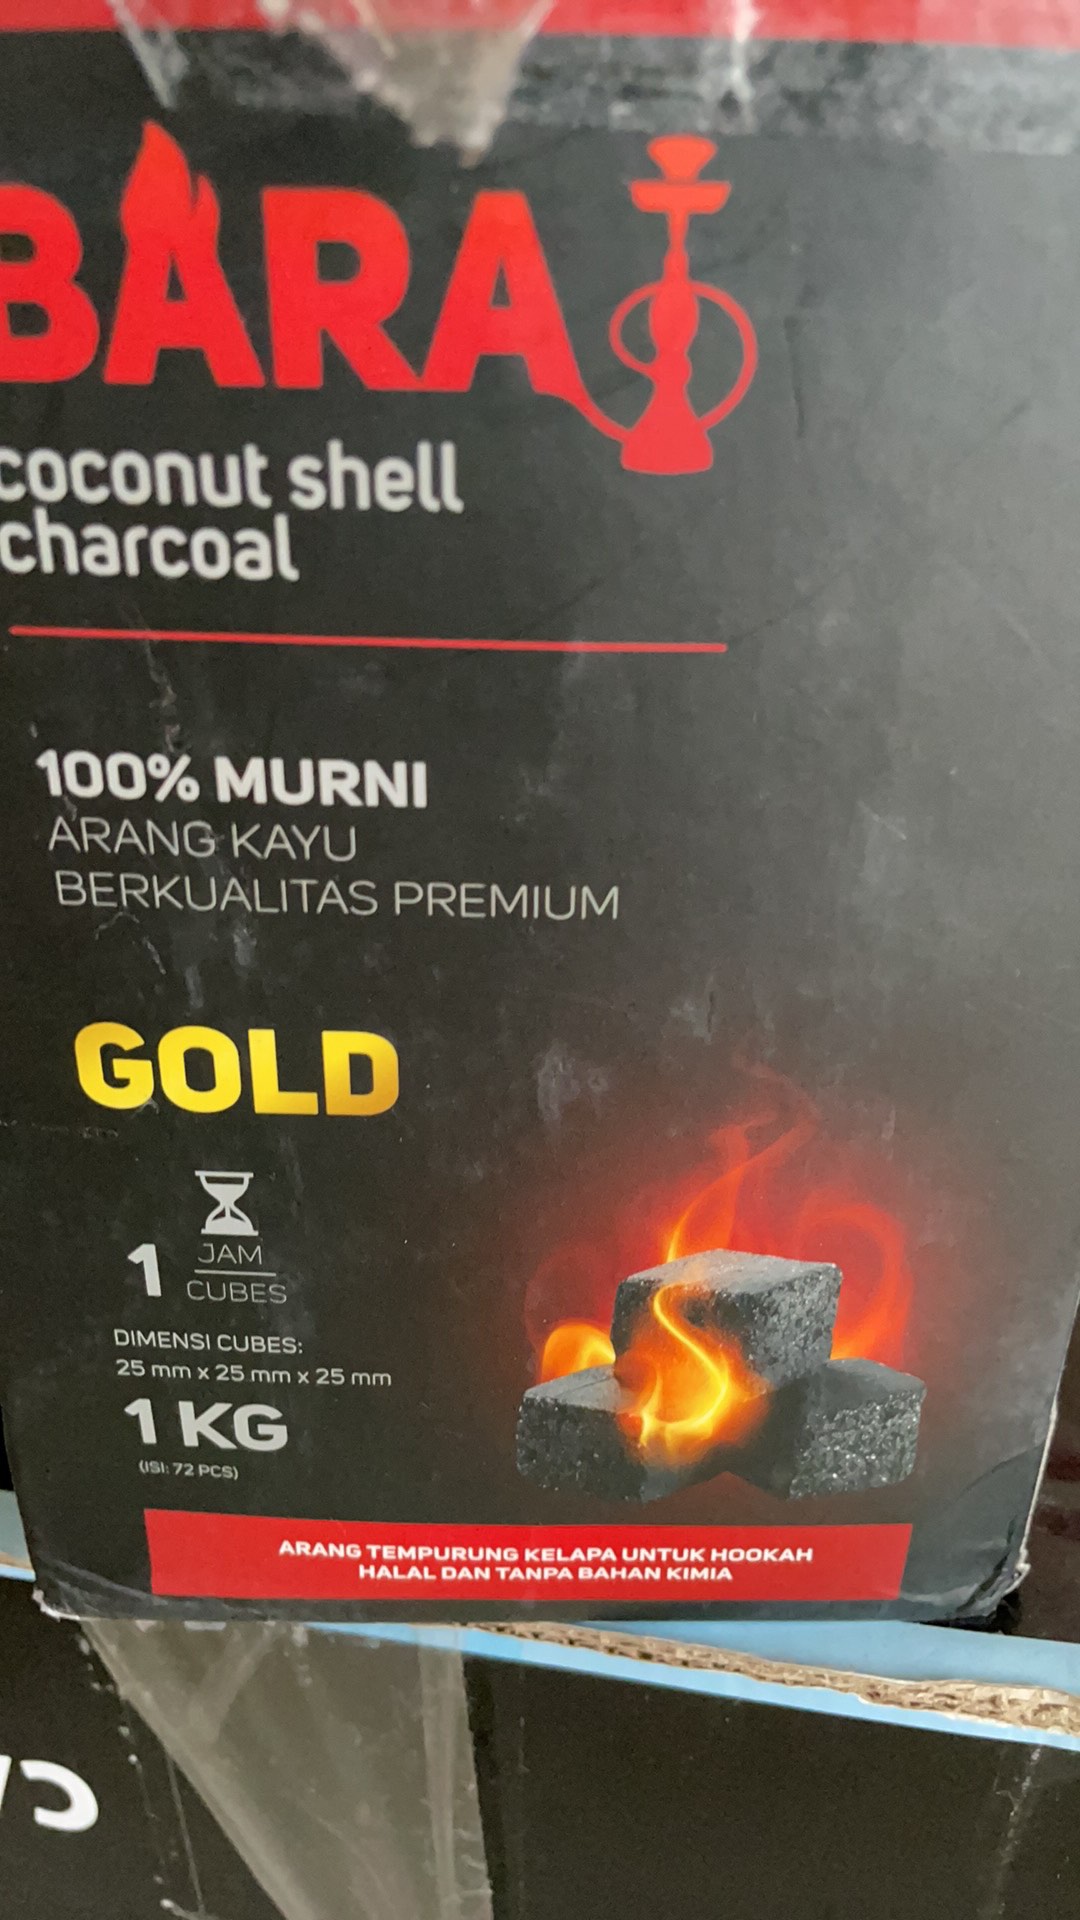 BARA
coconut shell
charcoal
100% MURNI
ARANG KAYU
BERKUALITAS PREMIUM
GOLD
1 JAM
CUBES
DIMENSI CUBES:
25 mm x 25 mm x 25 mm
1 KG
(ISI: 72 PCS)
ARANG TEMPURUNG KELAPA UNTUK HOOKAH
HALAL DAN TANPA BAHAN KIMIA